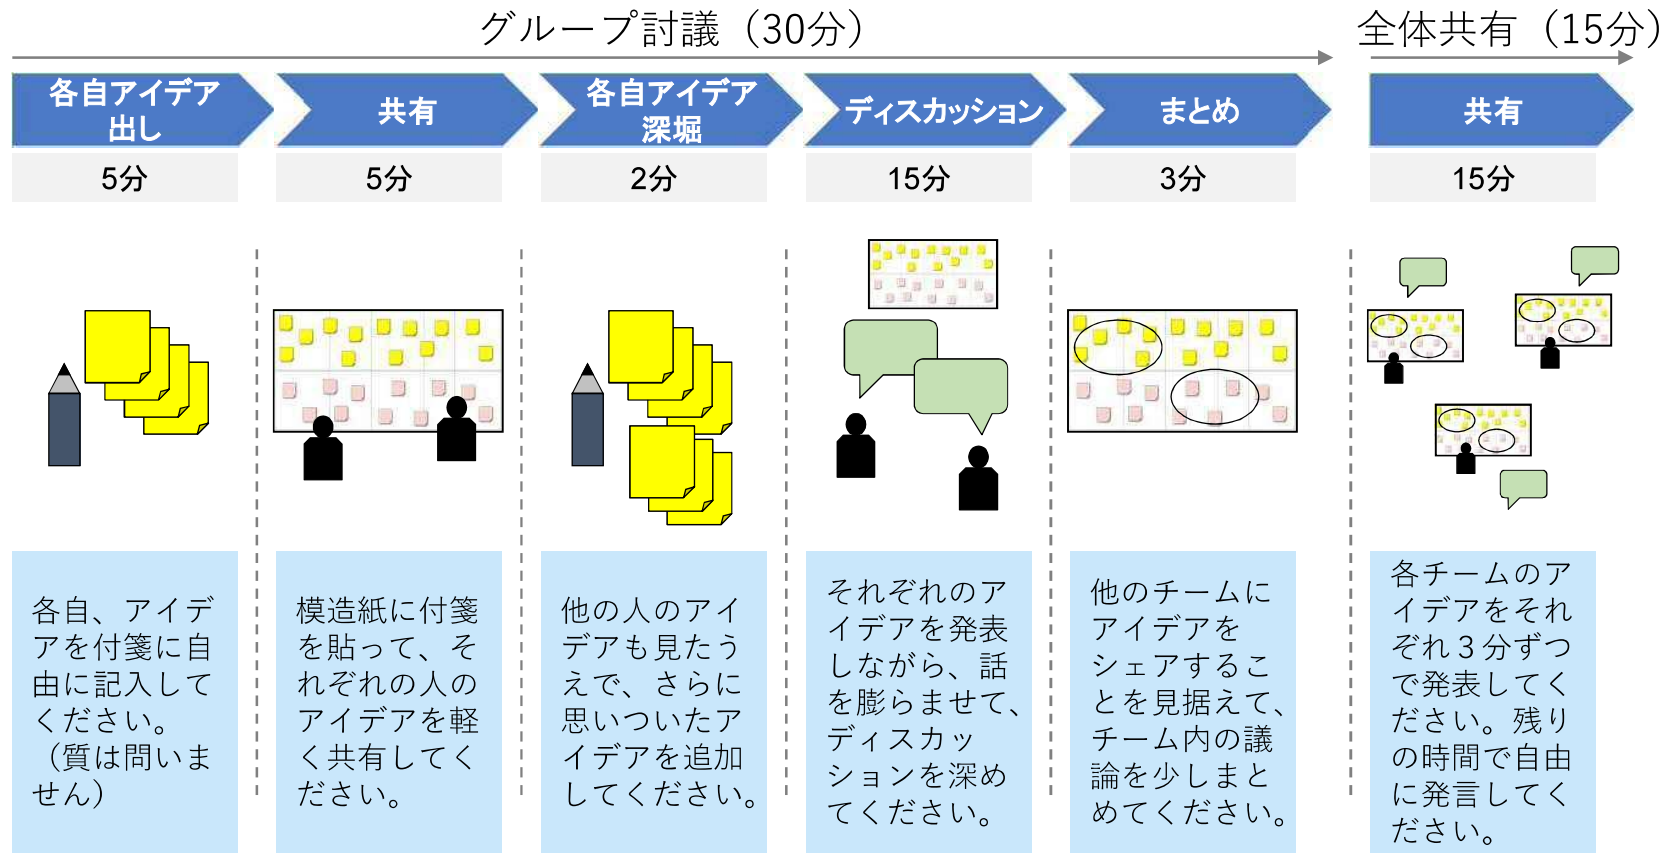 グループ討議（30分）
全体共有（15分）
各自アイデア
出し
共有
各自アイデア
深堀
ディスカッション
まとめ
共有
5分
5分
2分
15分
3分
15分
各自、アイデ
アを付箋に自
由に記入して
ください。
（質は問いま
せん）
模造紙に付箋
を貼って、そ
れぞれの人の
アイデアを軽
く共有してく
ださい。
他の人のアイ
デアも見たう
えで、さらに
思いついたア
イデアを追加
してください。
それぞれのア
イデアを発表
しながら、話
を膨らませて、
ディスカッ
ションを深め
てください。
他のチームに
アイデアを
シェアするこ
とを見据えて、
チーム内の議
論を少しまと
めてください。
各チームのア
イデアをそれ
ぞれ３分ずつ
で発表してく
ださい。残り
の時間で自由
に発言してく
ださい。